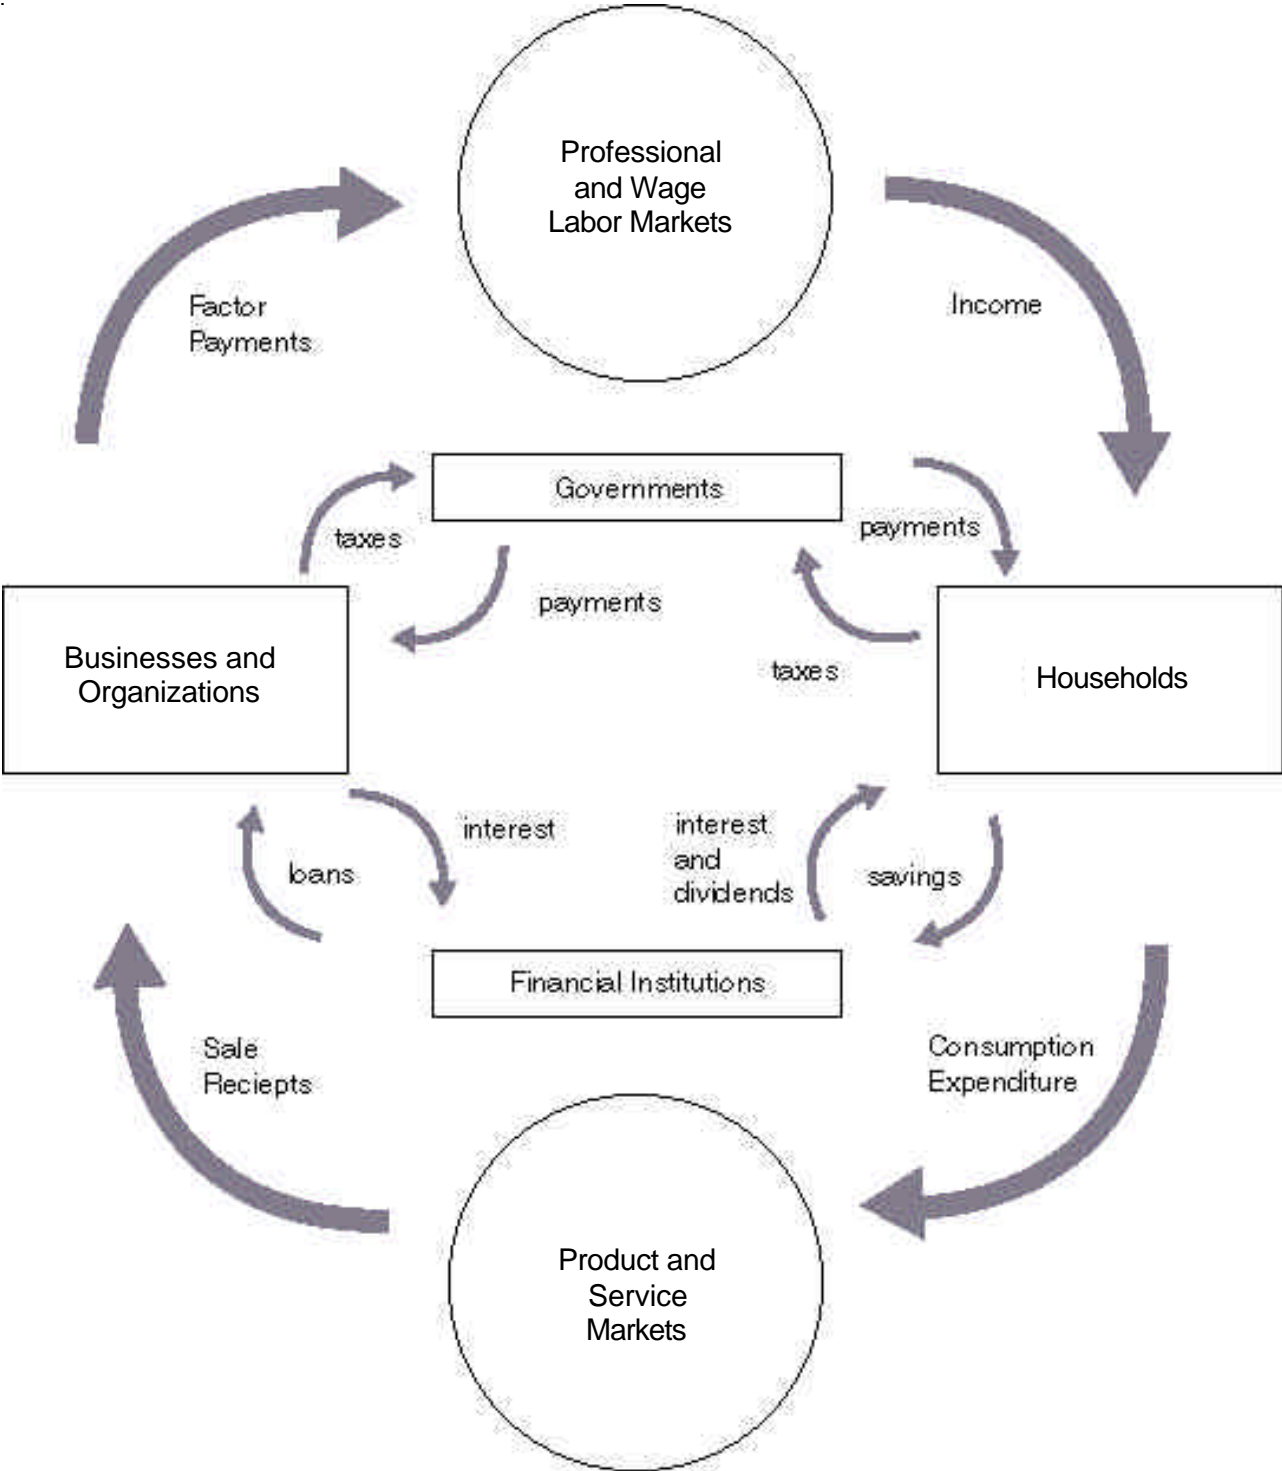 Professional
and Wage
Labor Markets
Factor
Payments
Income
Governments
taxes
payments
payments
taxes
Businesses and
Organizations
Households
interest
loans
interest
and
dividends
savings
Financial Institutions
Sale
Reciepts
Consumption
Expenditure
Product and
Service
Markets